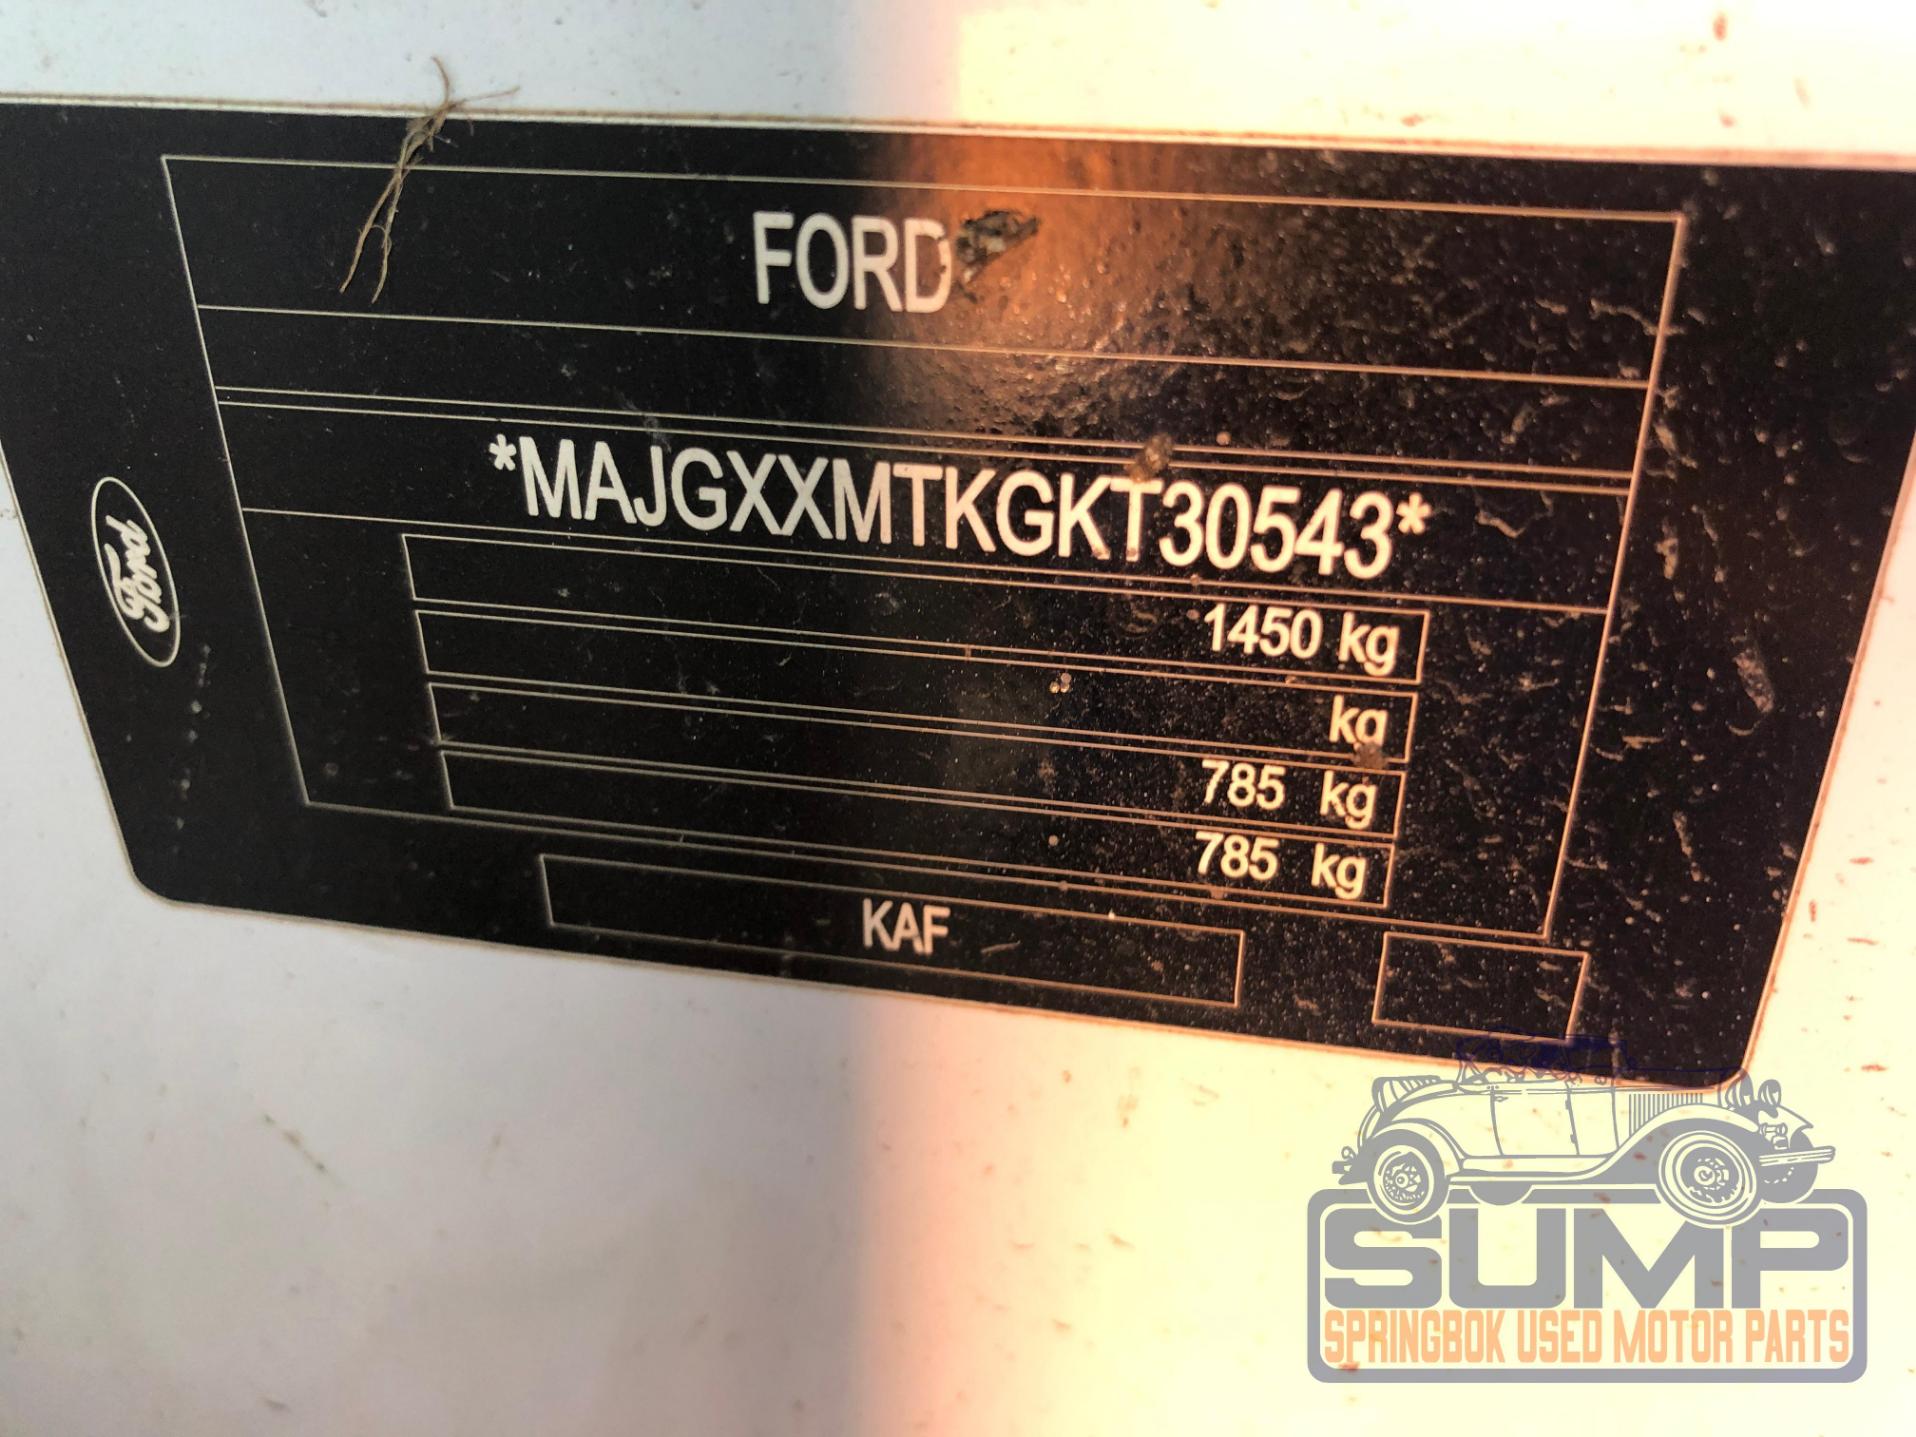 FORD
*MAJGXXMTKGKT30543*
Ford
1450 kg
kg
785 kg
785 kg
KAF
SUMP
SPRINGBOK USED MOTOR PARTS